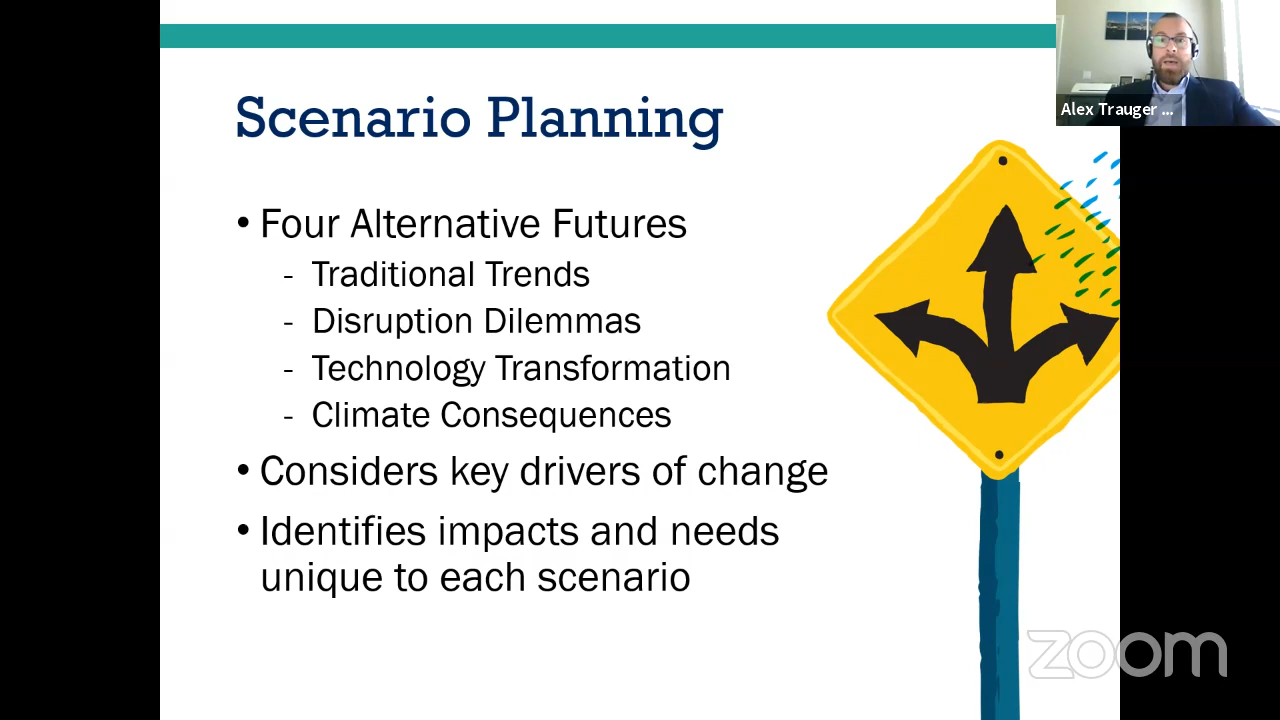 Scenario Planning
Alex Trauger ...
• Four Alternative Futures
- Traditional Trends
- Disruption Dilemmas
- Technology Transformation
- Climate Consequences
• Considers key drivers of change
• Identifies impacts and needs
unique to each scenario
zoom